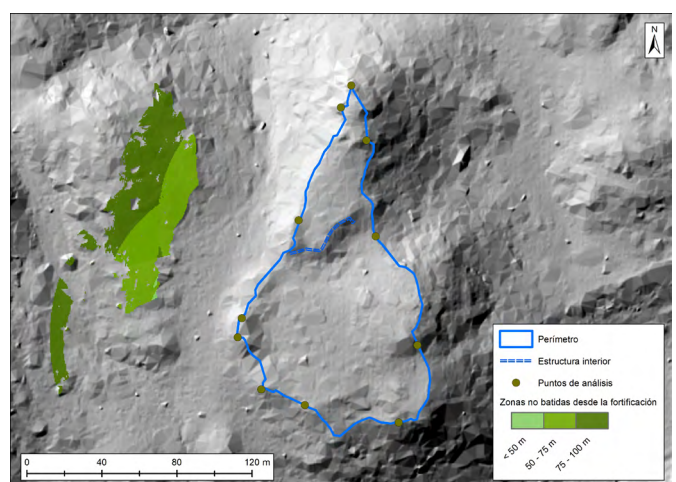 N
Perímetro
Estructura interior
Puntos de análisis
Zonas no batidas desde la fortificación
< 50 m
50 - 75 m
75 - 100 m
0 40 80 120 m